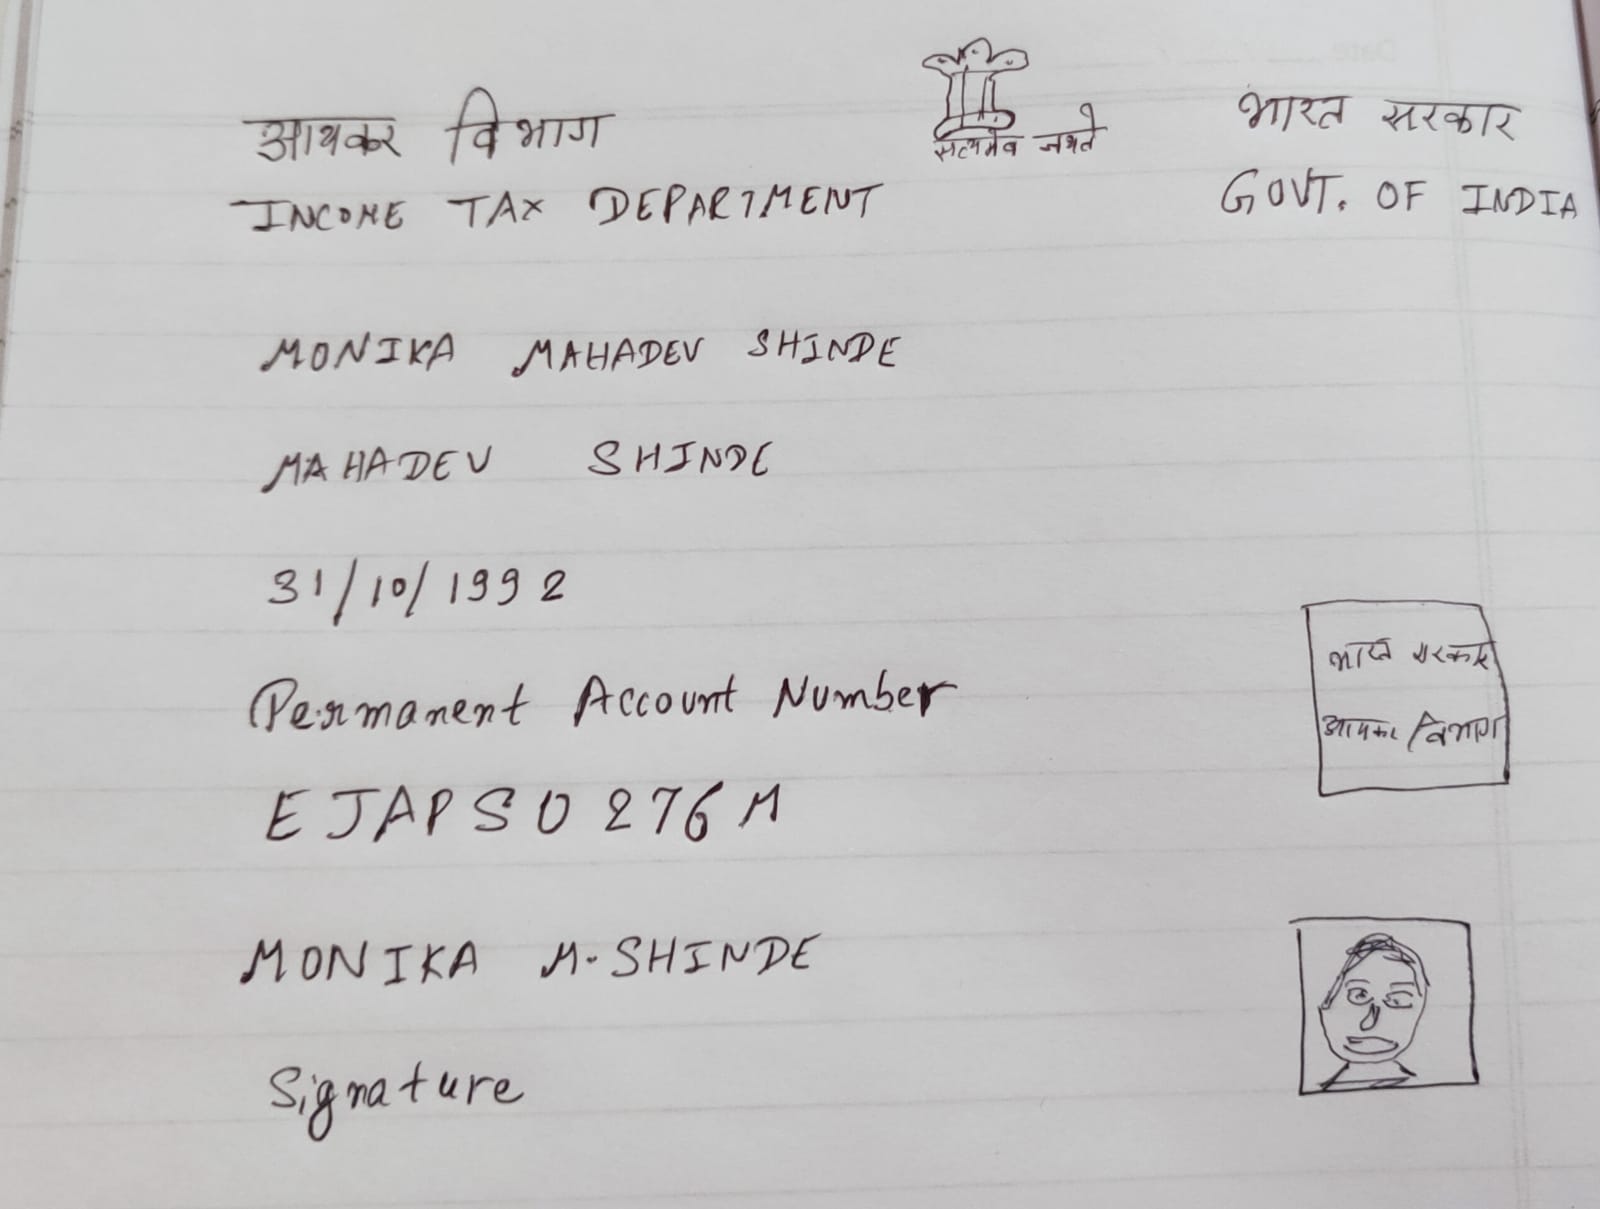 आयकर विभाग
सत्यमेव जयते
भारत सरकार
INCOME TAX DEPARTMENT
GOVT. OF INDIA
MONIKA MAHADEV SHINDE
MAHADEV SHINDE
31/10/1992
भारत सरकार
Permanent Account Number
आयकर विभाग
EJAPS0276M
MONIKA M. SHINDE
Signature